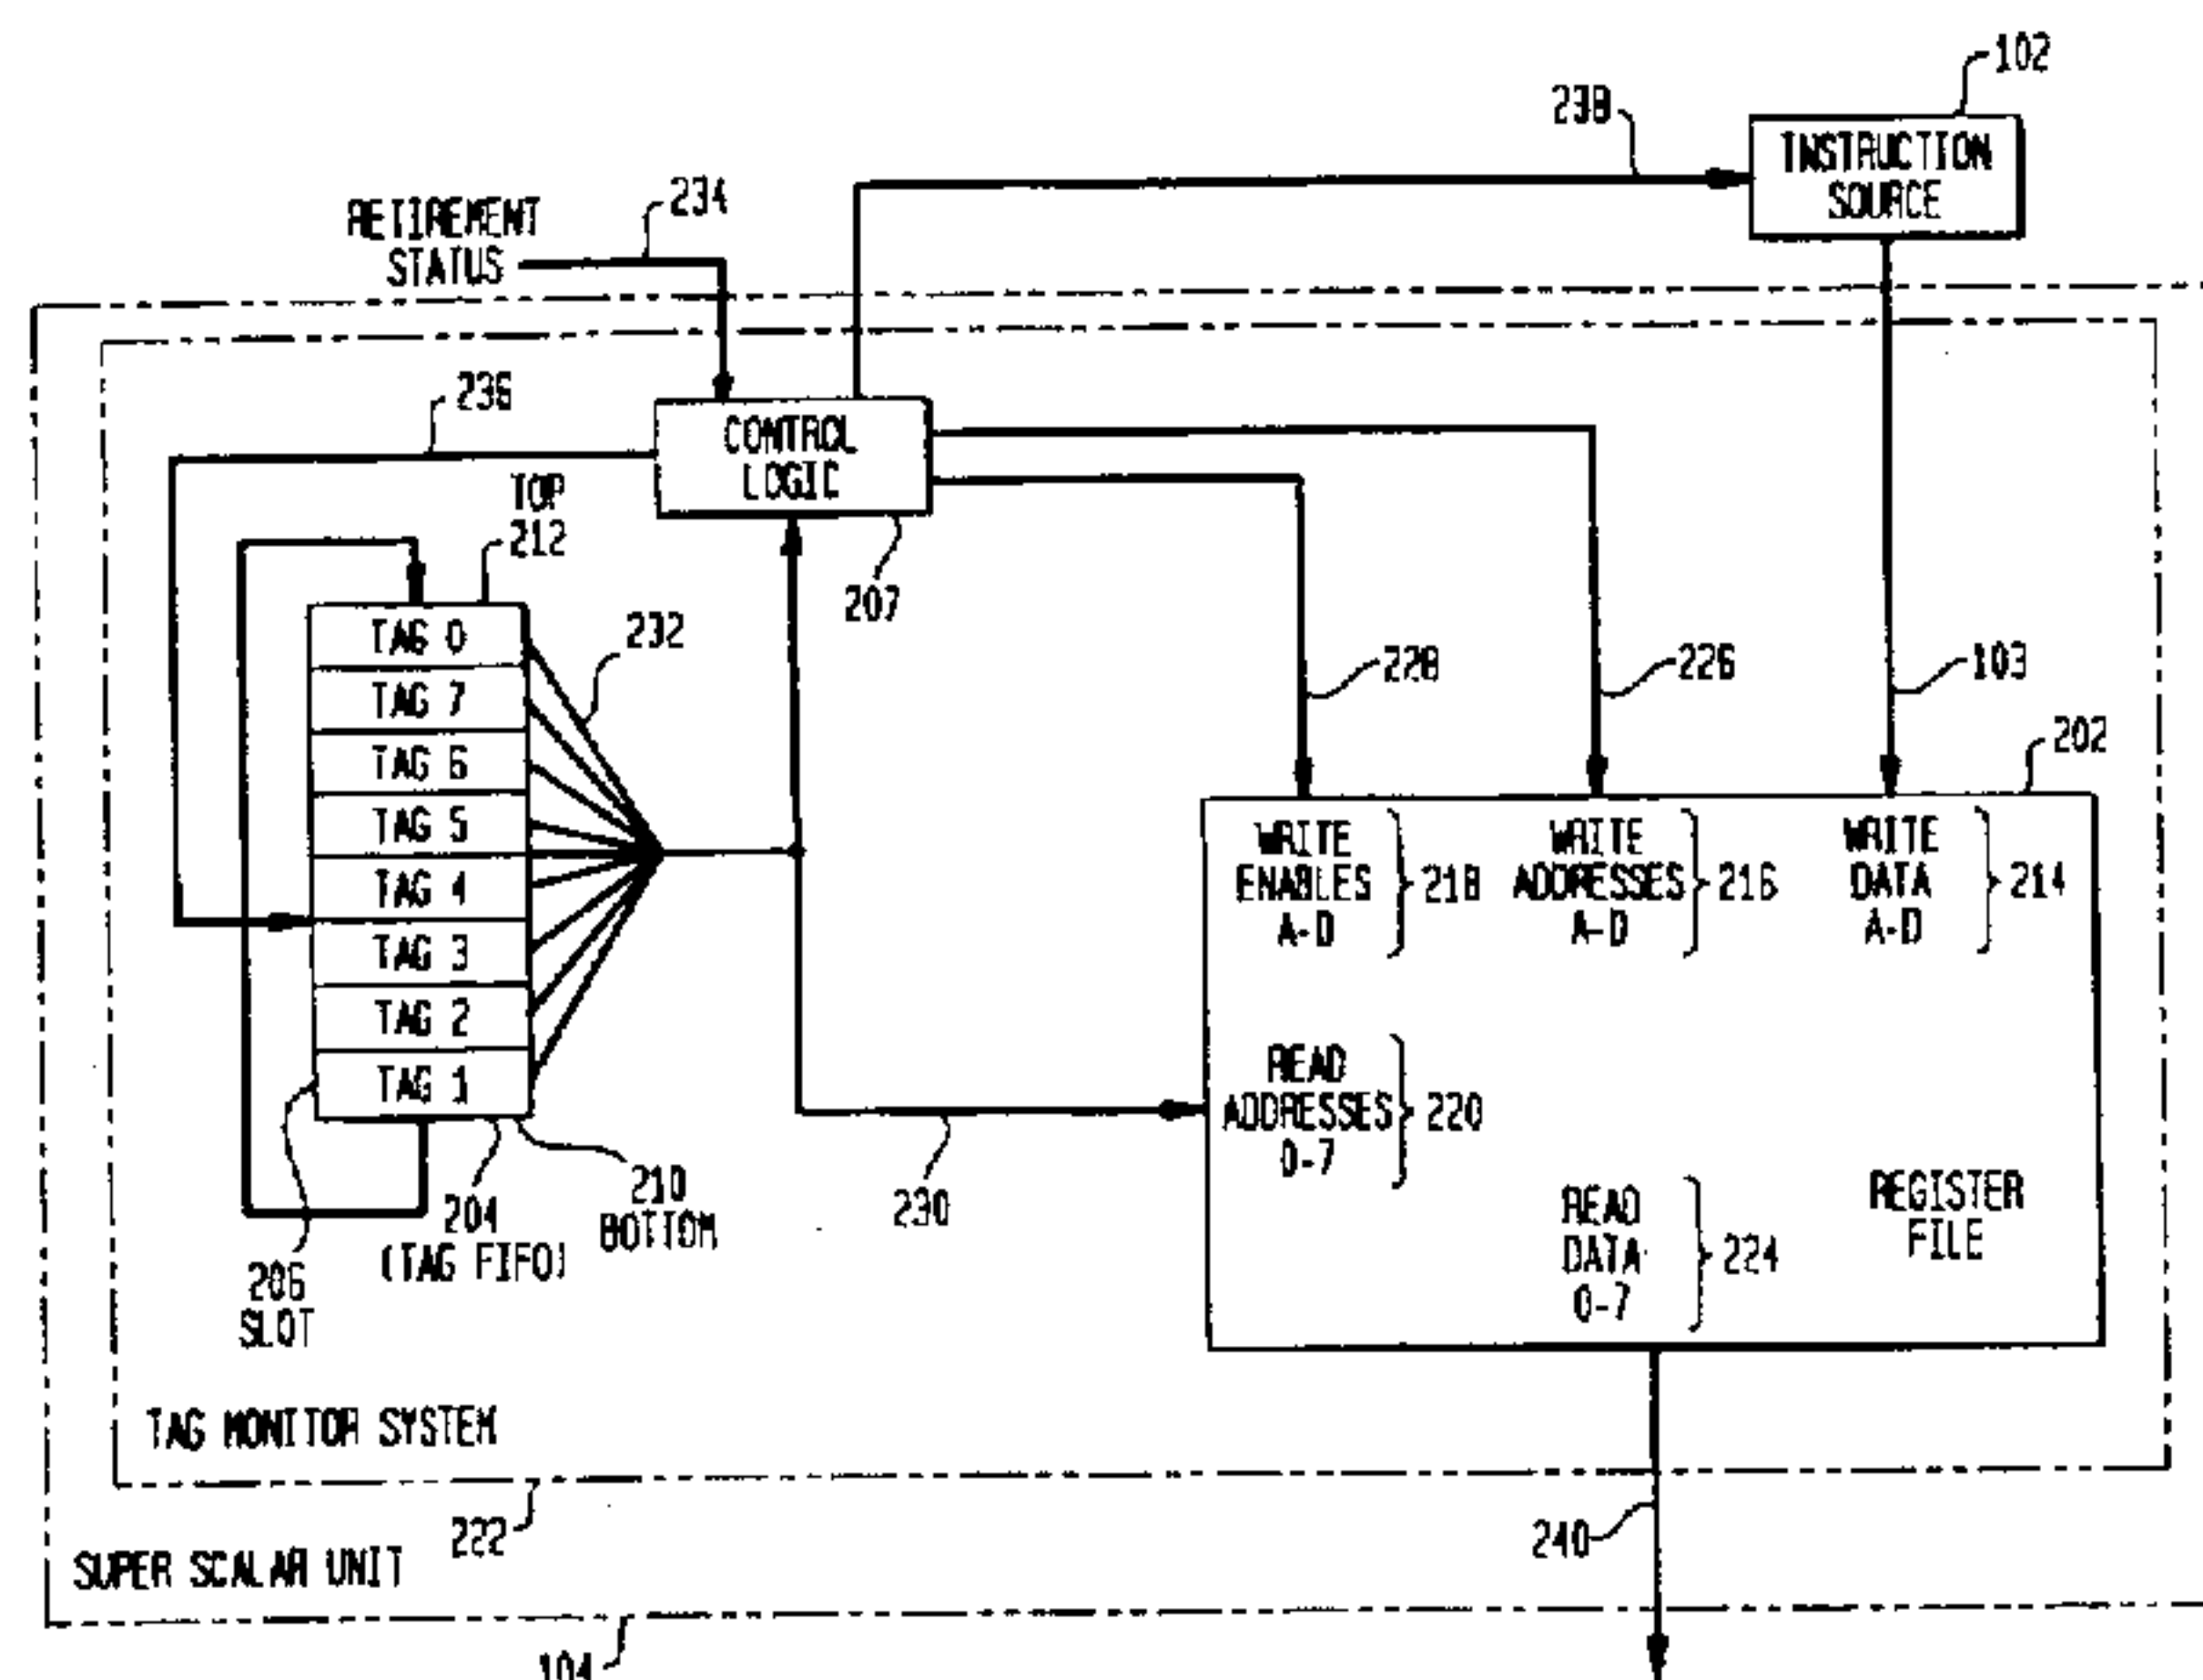 102
238
INSTRUCTION
SOURCE
RETIREMENT
STATUS
234
236
CONTROL
LOGIC
TOP
212
207
232
228
226
103
202
TAG 0
TAG 7
TAG 6
TAG 5
TAG 4
TAG 3
TAG 2
TAG 1
WRITE
ENABLES
A-D
218
WRITE
ADDRESSES
A-D
216
WRITE
DATA
A-D
214
READ
ADDRESSES
0-7
220
READ
DATA
0-7
224
REGISTER
FILE
206
SLOT
204
(TAG FIFO)
210
BOTTOM
230
TAG MONITOR SYSTEM
222
240
SUPER SCALAR UNIT
104